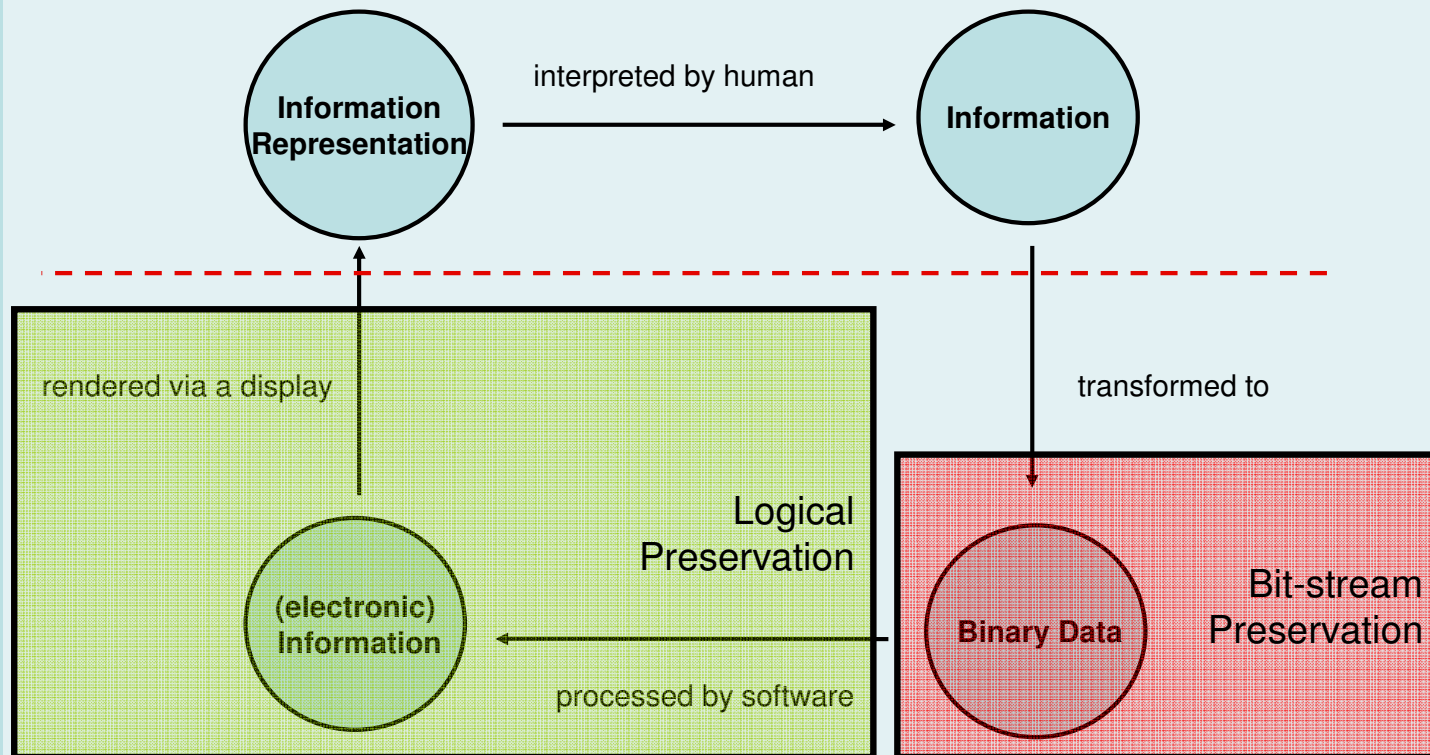 interpreted by human
Information
Representation
Information
rendered via a display
transformed to
Logical
Preservation
(electronic)
Information
Binary Data
Bit-stream
Preservation
processed by software